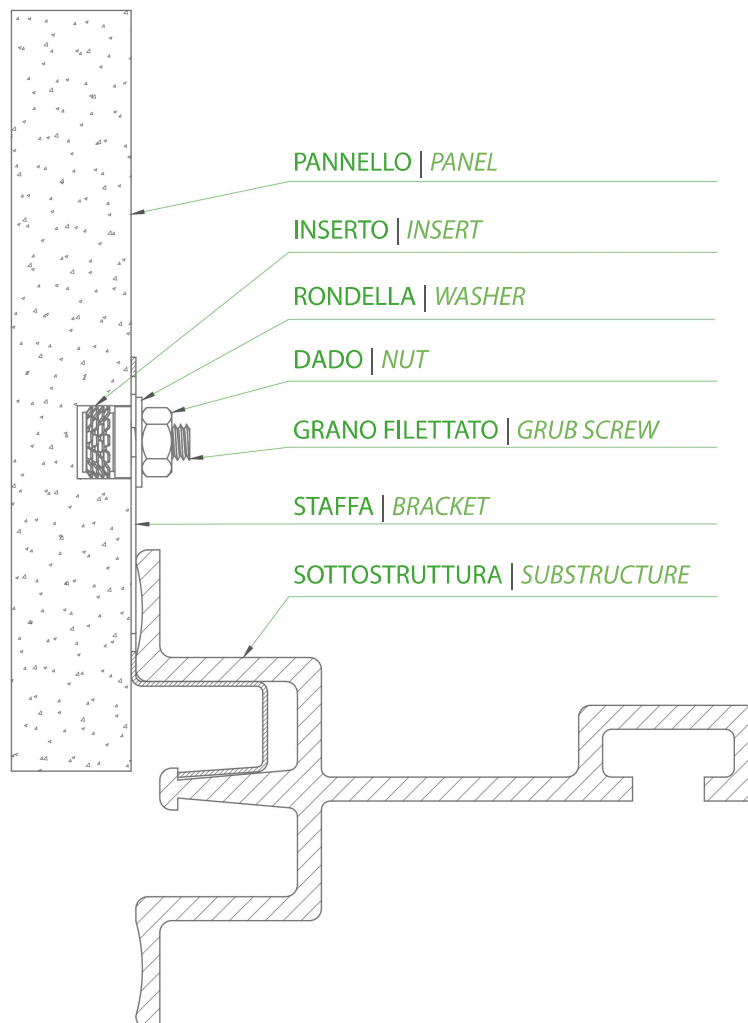 PANNELLO | PANEL
INSERTO | INSERT
RONDELLA | WASHER
DADO | NUT
GRANO FILETTATO | GRUB SCREW
STAFFA | BRACKET
SOTTOSTRUTTURA | SUBSTRUCTURE